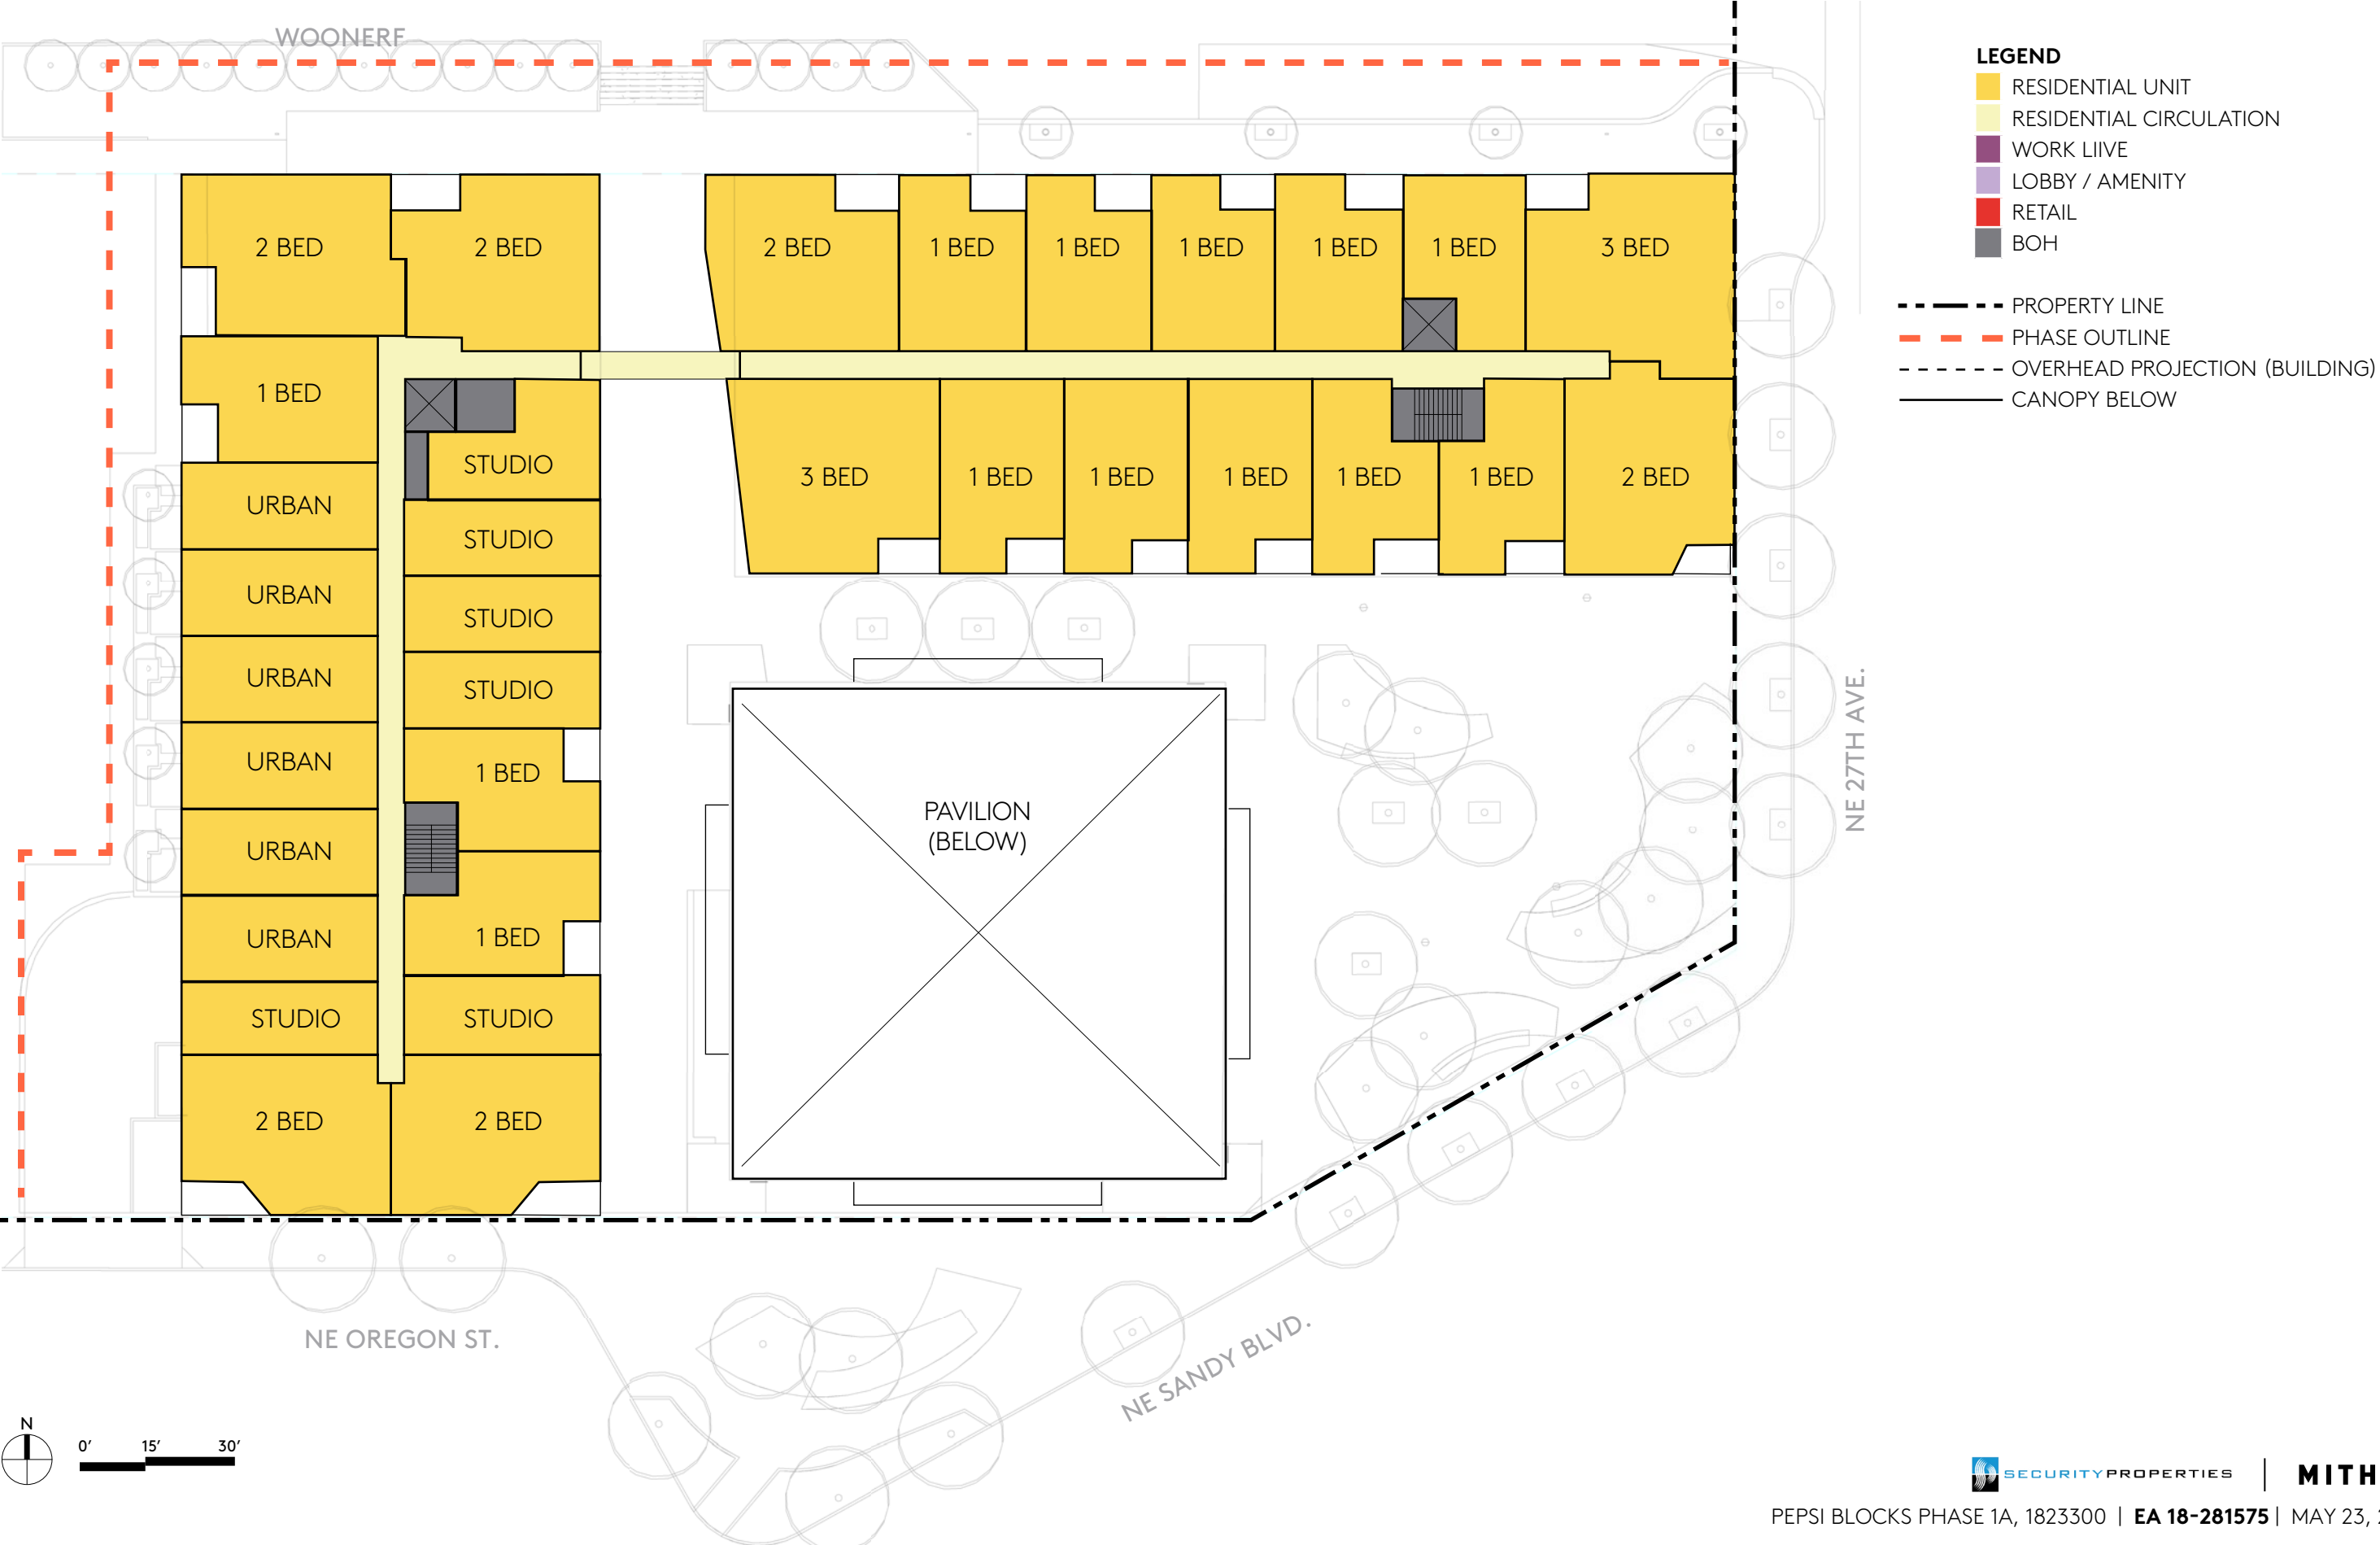 WOONERF
LEGEND
RESIDENTIAL UNIT
RESIDENTIAL CIRCULATION
WORK LIIVE
LOBBY / AMENITY
RETAIL
BOH
PROPERTY LINE
PHASE OUTLINE
OVERHEAD PROJECTION (BUILDING)
CANOPY BELOW
2 BED
2 BED
2 BED
1 BED
1 BED
1 BED
1 BED
1 BED
3 BED
1 BED
STUDIO
3 BED
1 BED
1 BED
1 BED
1 BED
1 BED
2 BED
URBAN
STUDIO
URBAN
STUDIO
URBAN
STUDIO
URBAN
1 BED
URBAN
URBAN
1 BED
STUDIO
STUDIO
2 BED
2 BED
PAVILION
(BELOW)
NE 27TH AVE.
NE OREGON ST.
NE SANDY BLVD.
N
0' 15' 30'
SECURITYPROPERTIES | MITH
PEPSI BLOCKS PHASE 1A, 1823300 | EA 18-281575 | MAY 23,